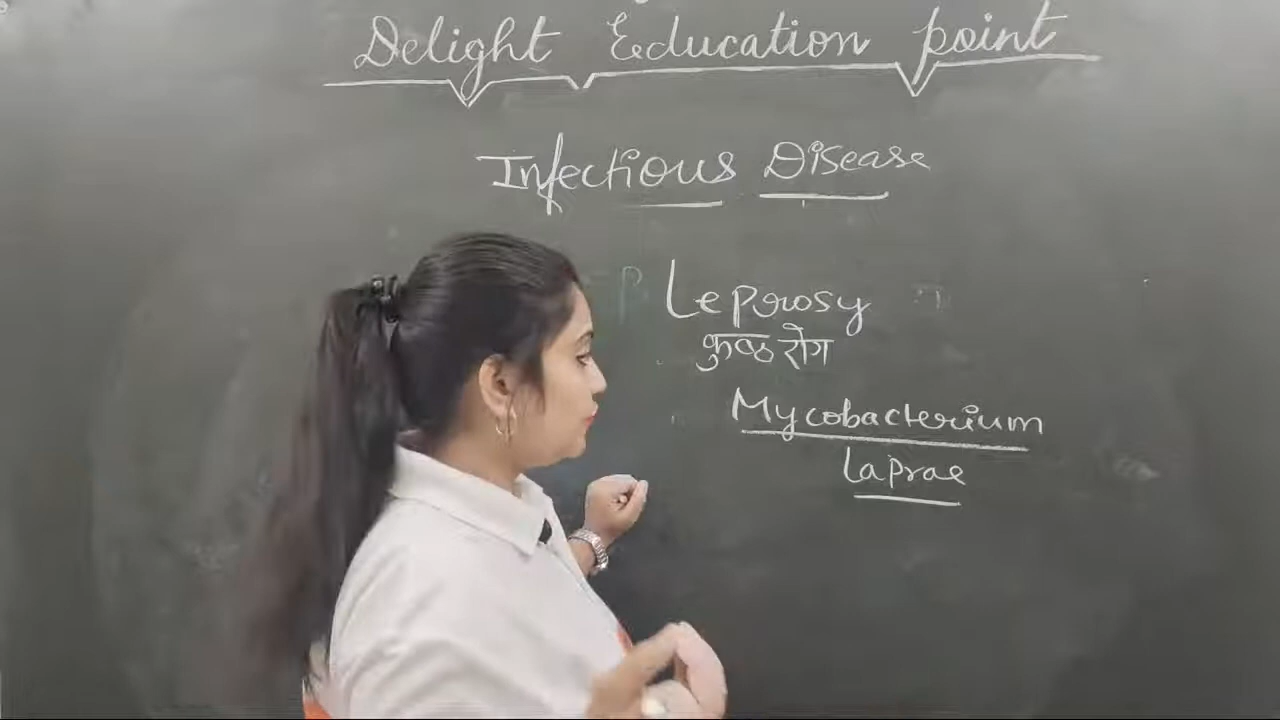 Delight Education point
Infectious Disease
Leprosy
कुष्ठ रोग
Mycobacterium
Laprae